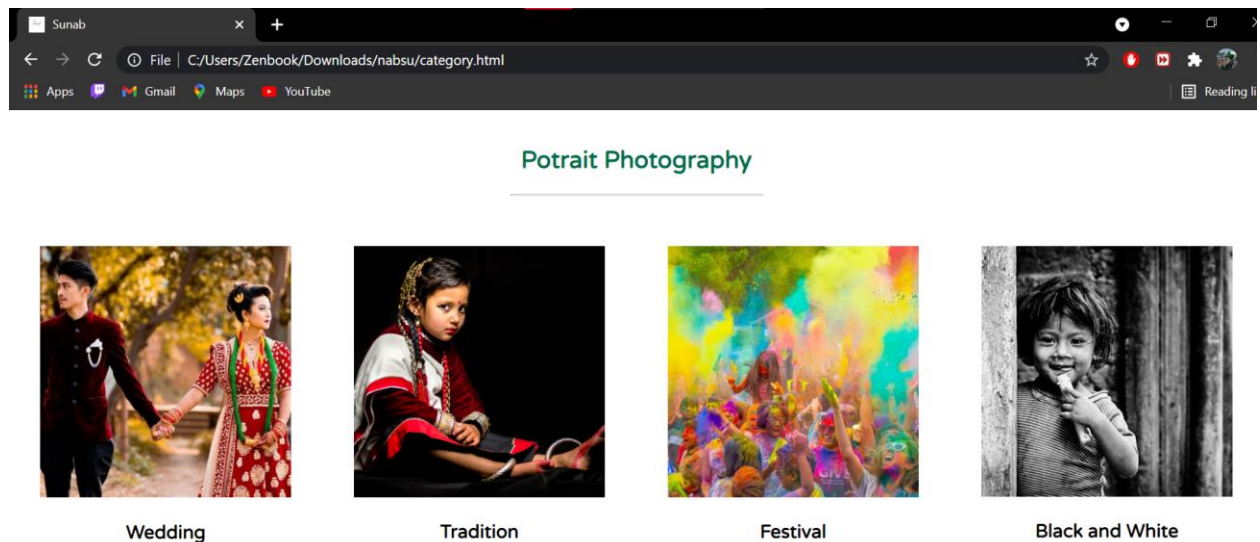 Sunab
File C:/Users/Zenbook/Downloads/nabsu/category.html
Apps Gmail Maps YouTube Reading li
Potrait Photography
Wedding Tradition Festival Black and White